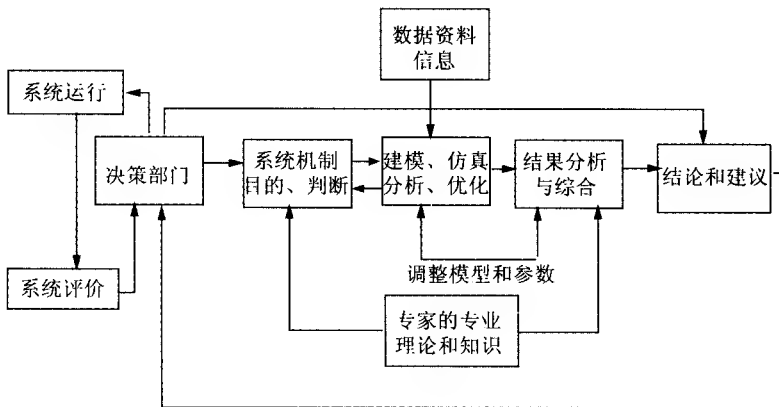 数据资料
信息
系统运行
决策部门
系统机制
目的、判断
建模、仿真
分析、优化
结果分析
与综合
结论和建议
调整模型和参数
系统评价
专家的专业
理论和知识